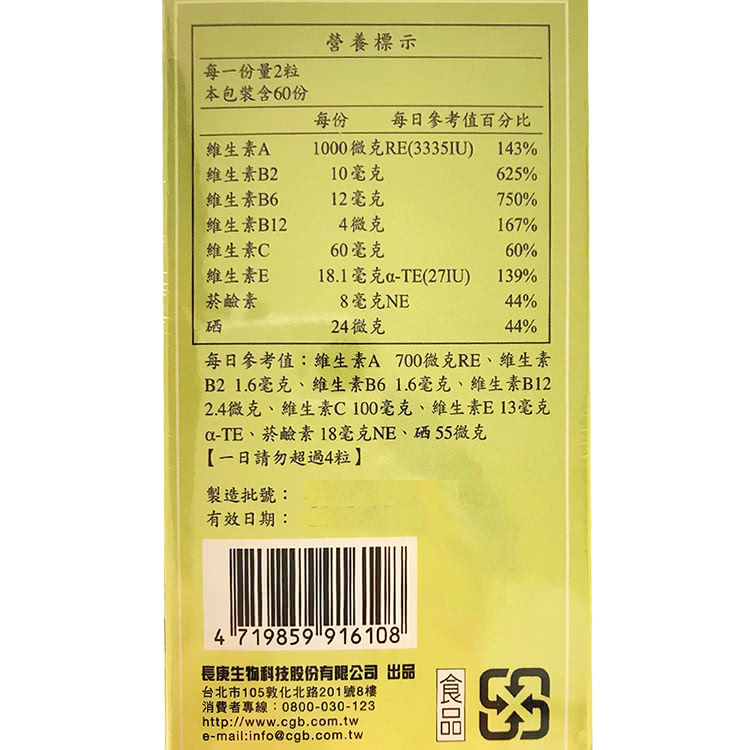 營養標示
每一份量2粒
本包裝含60份
每份 每日參考值百分比
維生素A 1000微克RE(3335IU) 143%
維生素B2 10毫克 625%
維生素B6 12毫克 750%
維生素B12 4微克 167%
維生素C 60毫克 60%
維生素E 18.1毫克α-TE(27IU) 139%
菸鹼素 8毫克NE 44%
硒 24微克 44%
每日參考值：維生素A 700微克RE、維生素
B2 1.6毫克、維生素B6 1.6毫克、維生素B12
2.4微克、維生素C 100毫克、維生素E 13毫克
α-TE、菸鹼素 18毫克NE、硒 55微克
【一日請勿超過4粒】
製造批號：
有效日期：
4 719859 916108
長庚生物科技股份有限公司 出品
台北市105敦化北路201號8樓
消費者專線：0800-030-123
http://www.cgb.com.tw
e-mail:info@cgb.com.tw
食品